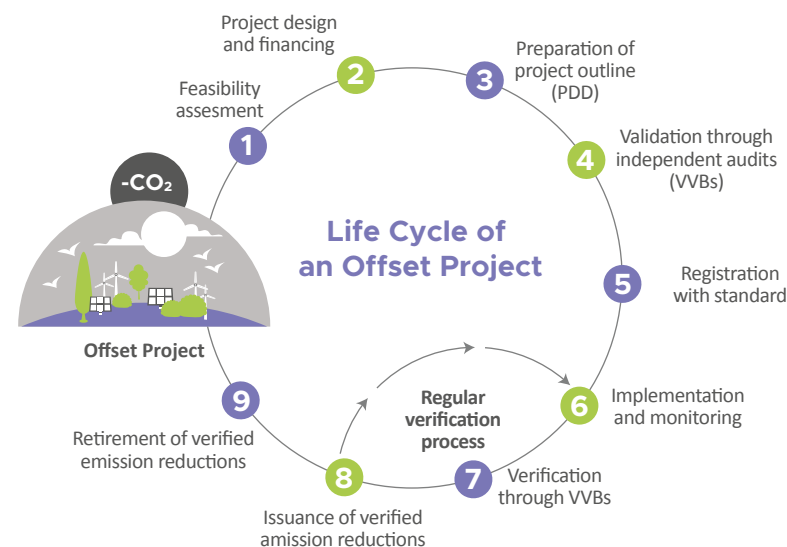 Life Cycle of
an Offset Project
-CO₂
Offset Project
1
Feasibility
assesment
2
Project design
and financing
3
Preparation of
project outline
(PDD)
4
Validation through
independent audits
(VVBs)
5
Registration
with standard
6
Implementation
and monitoring
7
Verification
through VVBs
8
Issuance of verified
amission reductions
9
Retirement of verified
emission reductions
Regular
verification
process